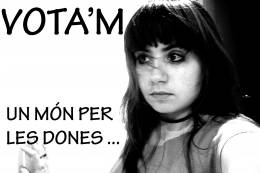 VOTA'M
UN MÓN PER
LES DONES ...